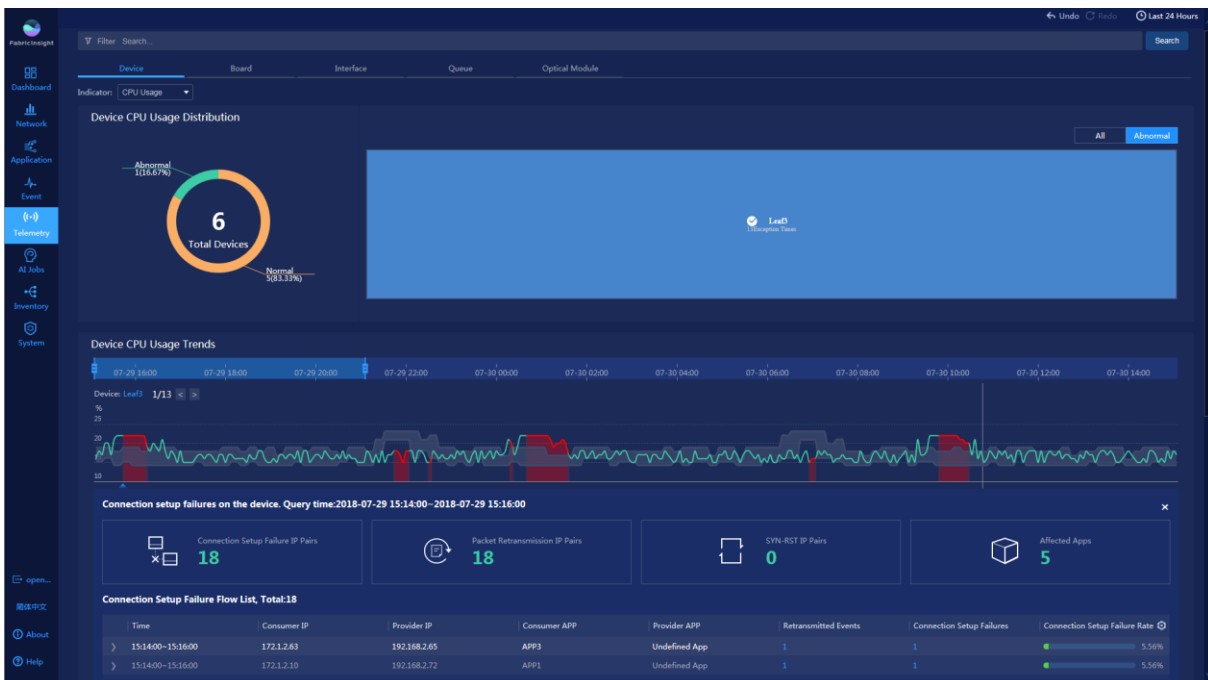 Undo Redo Last 24 Hours
FabricInsight
Filter Search... Search
Device Board Interface Queue Optical Module
Dashboard
Indicator: CPU Usage
Network
Application
Event
Telemetry
AI Jobs
Inventory
System
Device CPU Usage Distribution
All Abnormal
Abnormal
1(16.67%)
6
Total Devices
Normal
5(83.33%)
Leaf3
13Exception Times
Device CPU Usage Trends
07-29 16:00 07-29 18:00 07-29 20:00 07-29 22:00 07-30 00:00 07-30 02:00 07-30 04:00 07-30 06:00 07-30 08:00 07-30 10:00 07-30 12:00 07-30 14:00
Device: Leaf3 1/13 < >
%
25
20
10
Connection setup failures on the device. Query time:2018-07-29 15:14:00~2018-07-29 15:16:00
Connection Setup Failure IP Pairs
18
Packet Retransmission IP Pairs
18
SYN-RST IP Pairs
0
Affected Apps
5
Connection Setup Failure Flow List, Total:18
Time Consumer IP Provider IP Consumer APP Provider APP Retransmitted Events Connection Setup Failures Connection Setup Failure Rate
15:14:00~15:16:00 172.1.2.63 192.168.2.65 APP3 Undefined App 1 1 5.56%
15:14:00~15:16:00 172.1.2.10 192.168.2.72 APP1 Undefined App 1 1 5.56%
open...
简体中文
About
Help